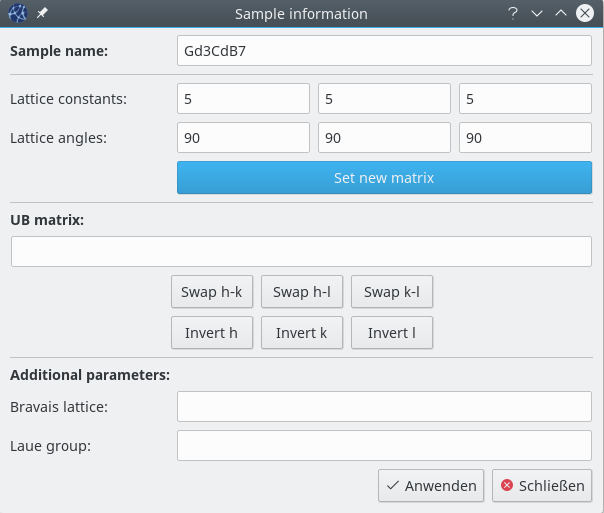 Sample information
Sample name: Gd3CdB7
Lattice constants: 5 5 5
Lattice angles: 90 90 90
Set new matrix
UB matrix:
Swap h-k Swap h-l Swap k-l
Invert h Invert k Invert l
Additional parameters:
Bravais lattice:
Laue group:
Anwenden Schließen